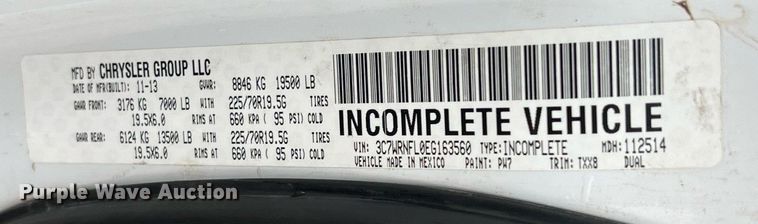 MFD BY CHRYSLER GROUP LLC
DATE OF MFR(BUILT): 11-13 GVWR: 8846 KG 19500 LB
GAWR FRONT: 3176 KG 7000 LB WITH 225/70R19.5G TIRES
19.5X6.0 RIMS AT 660 KPA ( 95 PSI) COLD
GAWR REAR: 6124 KG 13500 LB WITH 225/70R19.5G TIRES
19.5X6.0 RIMS AT 660 KPA ( 95 PSI) COLD
INCOMPLETE VEHICLE
VIN: 3C7WRNFL0EG163560 TYPE:INCOMPLETE MDH:112514
VEHICLE MADE IN MEXICO PAINT: PW7 TRIM: TXX8 DUAL
Purple Wave Auction